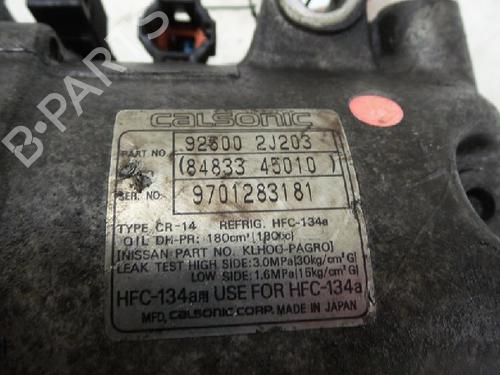 B-PARTS
calsonic
PART NO. 92600 2J203
(84833 45010)
SER. NO. 9701283181
TYPE CR-14 REFRIG. HFC-134a
OIL DH-PR: 180cm³[180cc]
[NISSAN PART NO. KLH00-PAGR0]
LEAK TEST HIGH SIDE: 3.0MPa[30kg/cm²G]
LOW SIDE: 1.6MPa[15kg/cm²G]
HFC-134a用 USE FOR HFC-134a
MFD. CALSONIC CORP. MADE IN JAPAN